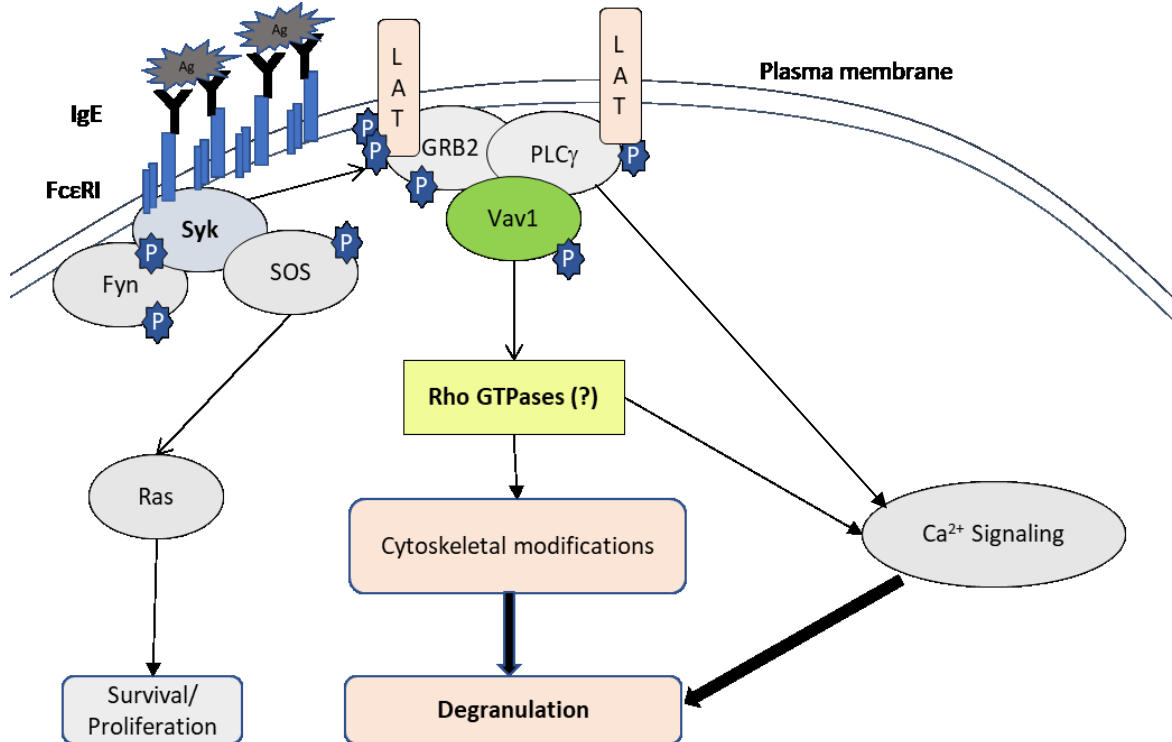 Ag
Ag
L
A
T
L
A
T
Plasma membrane
IgE
P
P
GRB2
PLCγ
P
FcεRI
P
Syk
Vav1
P
P
SOS
P
Fyn
P
Rho GTPases (?)
Ras
Cytoskeletal modifications
Ca²⁺ Signaling
Survival/
Proliferation
Degranulation